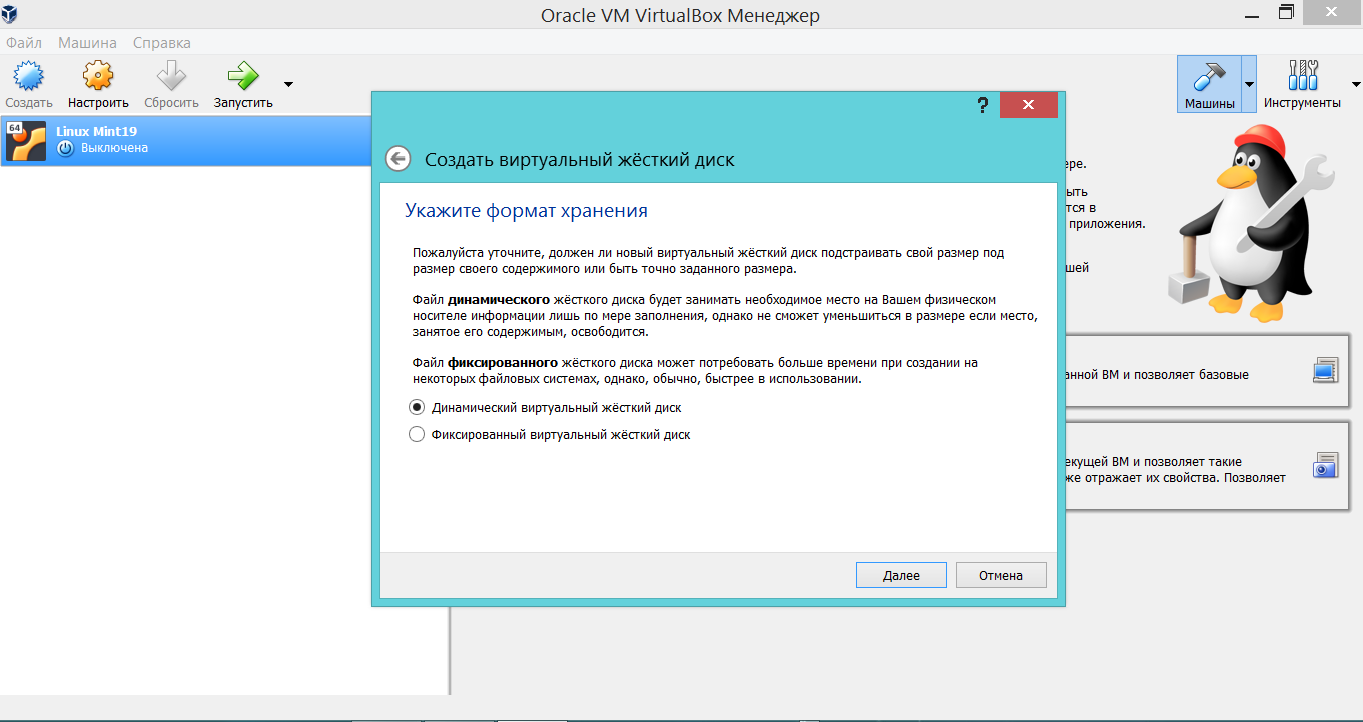 Oracle VM VirtualBox Менеджер
Файл Машина Справка
Создать Настроить Сбросить Запустить
Машины Инструменты
64
Linux Mint19
Выключена
?
Создать виртуальный жёсткий диск
Укажите формат хранения
Пожалуйста уточните, должен ли новый виртуальный жёсткий диск подстраивать свой размер под
размер своего содержимого или быть точно заданного размера.
Файл динамического жёсткого диска будет занимать необходимое место на Вашем физическом
носителе информации лишь по мере заполнения, однако не сможет уменьшиться в размере если место,
занятое его содержимым, освободится.
Файл фиксированного жёсткого диска может потребовать больше времени при создании на
некоторых файловых системах, однако, обычно, быстрее в использовании.
Динамический виртуальный жёсткий диск
Фиксированный виртуальный жёсткий диск
Далее Отмена
ере.
ыть
тся в
приложения.
шей
анной ВМ и позволяет базовые
екущей ВМ и позволяет такие
же отражает их свойства. Позволяет